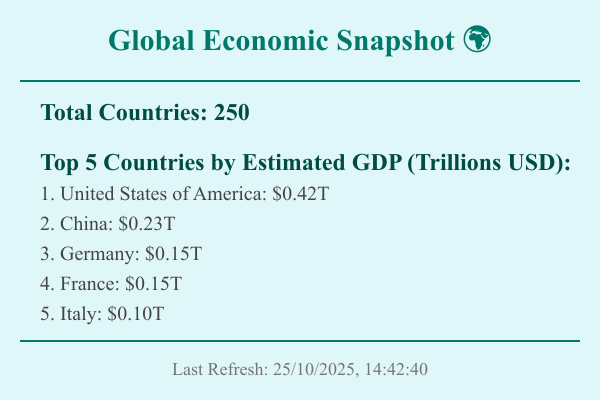 Global Economic Snapshot 🌍
Total Countries: 250
Top 5 Countries by Estimated GDP (Trillions USD):
1. United States of America: $0.42T
2. China: $0.23T
3. Germany: $0.15T
4. France: $0.15T
5. Italy: $0.10T
Last Refresh: 25/10/2025, 14:42:40